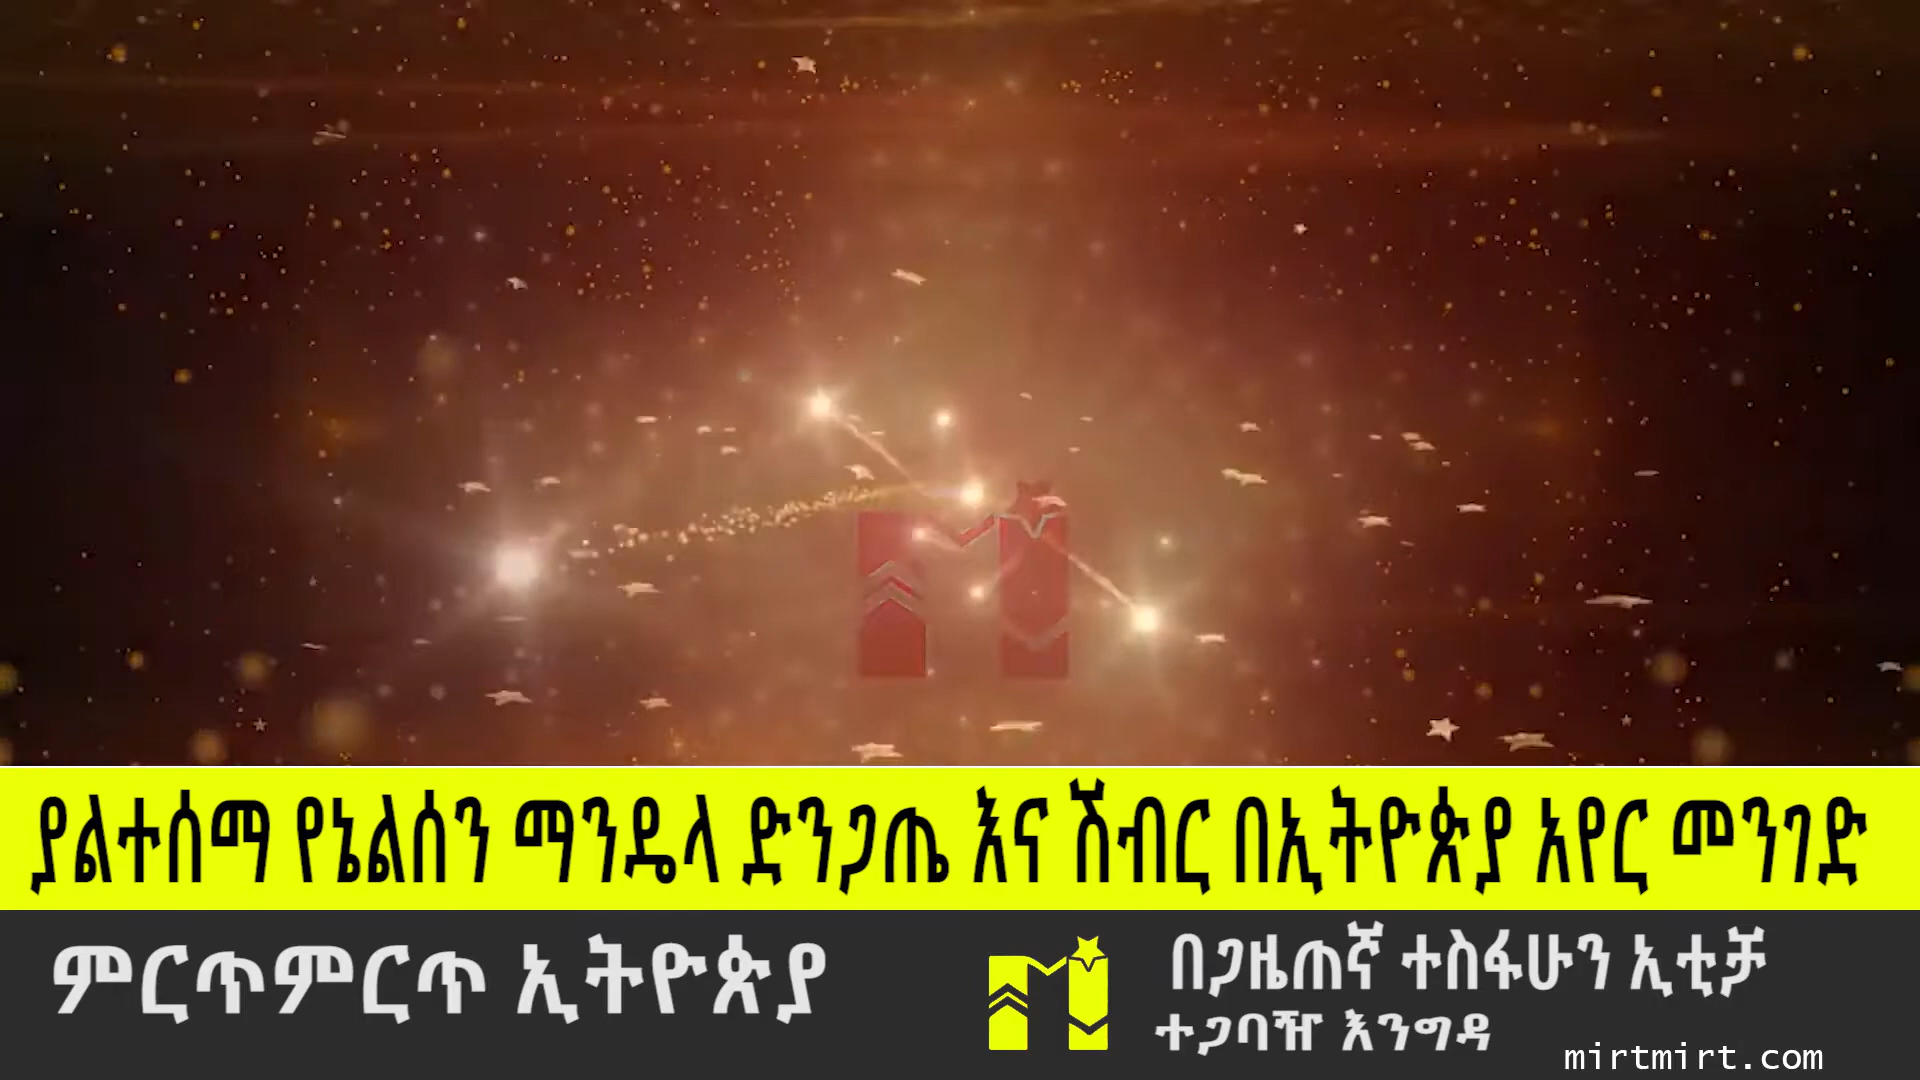 ያልተሰማ የኔልሰን ማንዴላ ድንጋጤ እና ሽብር በኢትዮጵያ አየር መንገድ
ምርጥምርጥ ኢትዮጵያ
በጋዜጠኛ ተስፋሁን ኢቲቻ
ተጋባዥ እንግዳ
mirtmirt.com